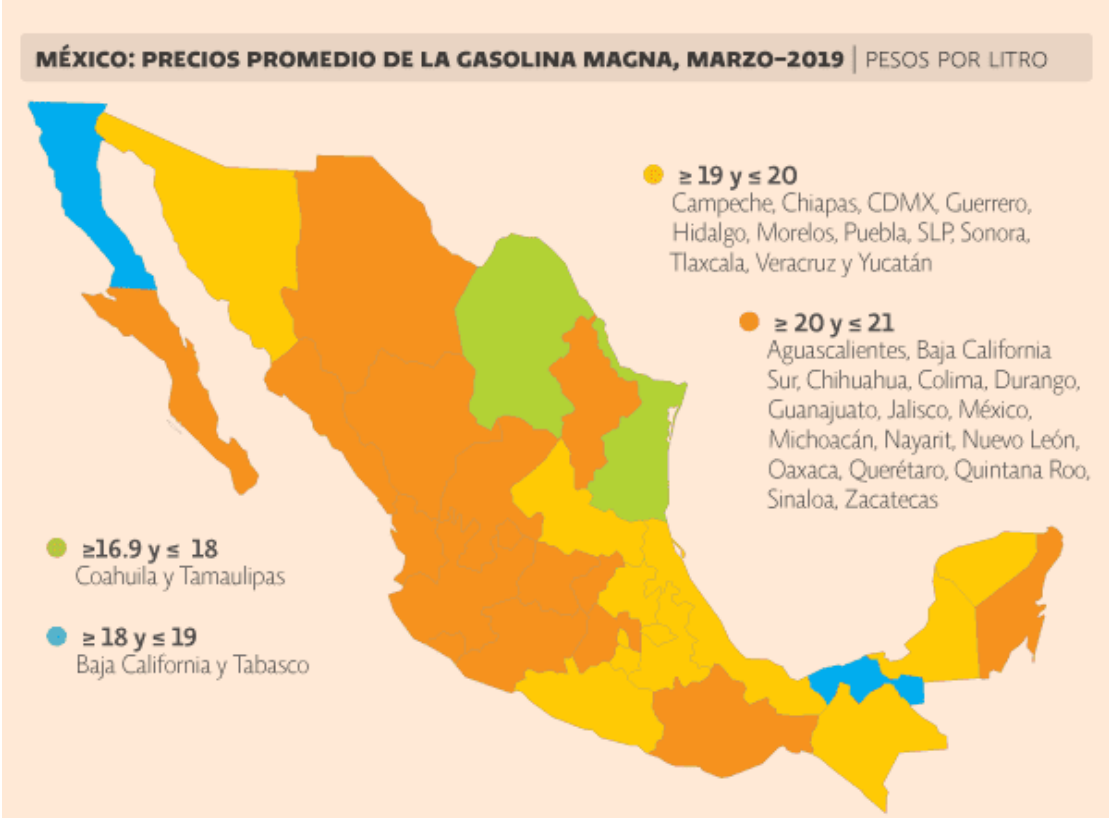 MÉXICO: PRECIOS PROMEDIO DE LA GASOLINA MAGNA, MARZO–2019 | PESOS POR LITRO
≥ 19 y ≤ 20
Campeche, Chiapas, CDMX, Guerrero,
Hidalgo, Morelos, Puebla, SLP, Sonora,
Tlaxcala, Veracruz y Yucatán
≥ 20 y ≤ 21
Aguascalientes, Baja California
Sur, Chihuahua, Colima, Durango,
Guanajuato, Jalisco, México,
Michoacán, Nayarit, Nuevo León,
Oaxaca, Querétaro, Quintana Roo,
Sinaloa, Zacatecas
≥16.9 y ≤ 18
Coahuila y Tamaulipas
≥ 18 y ≤ 19
Baja California y Tabasco